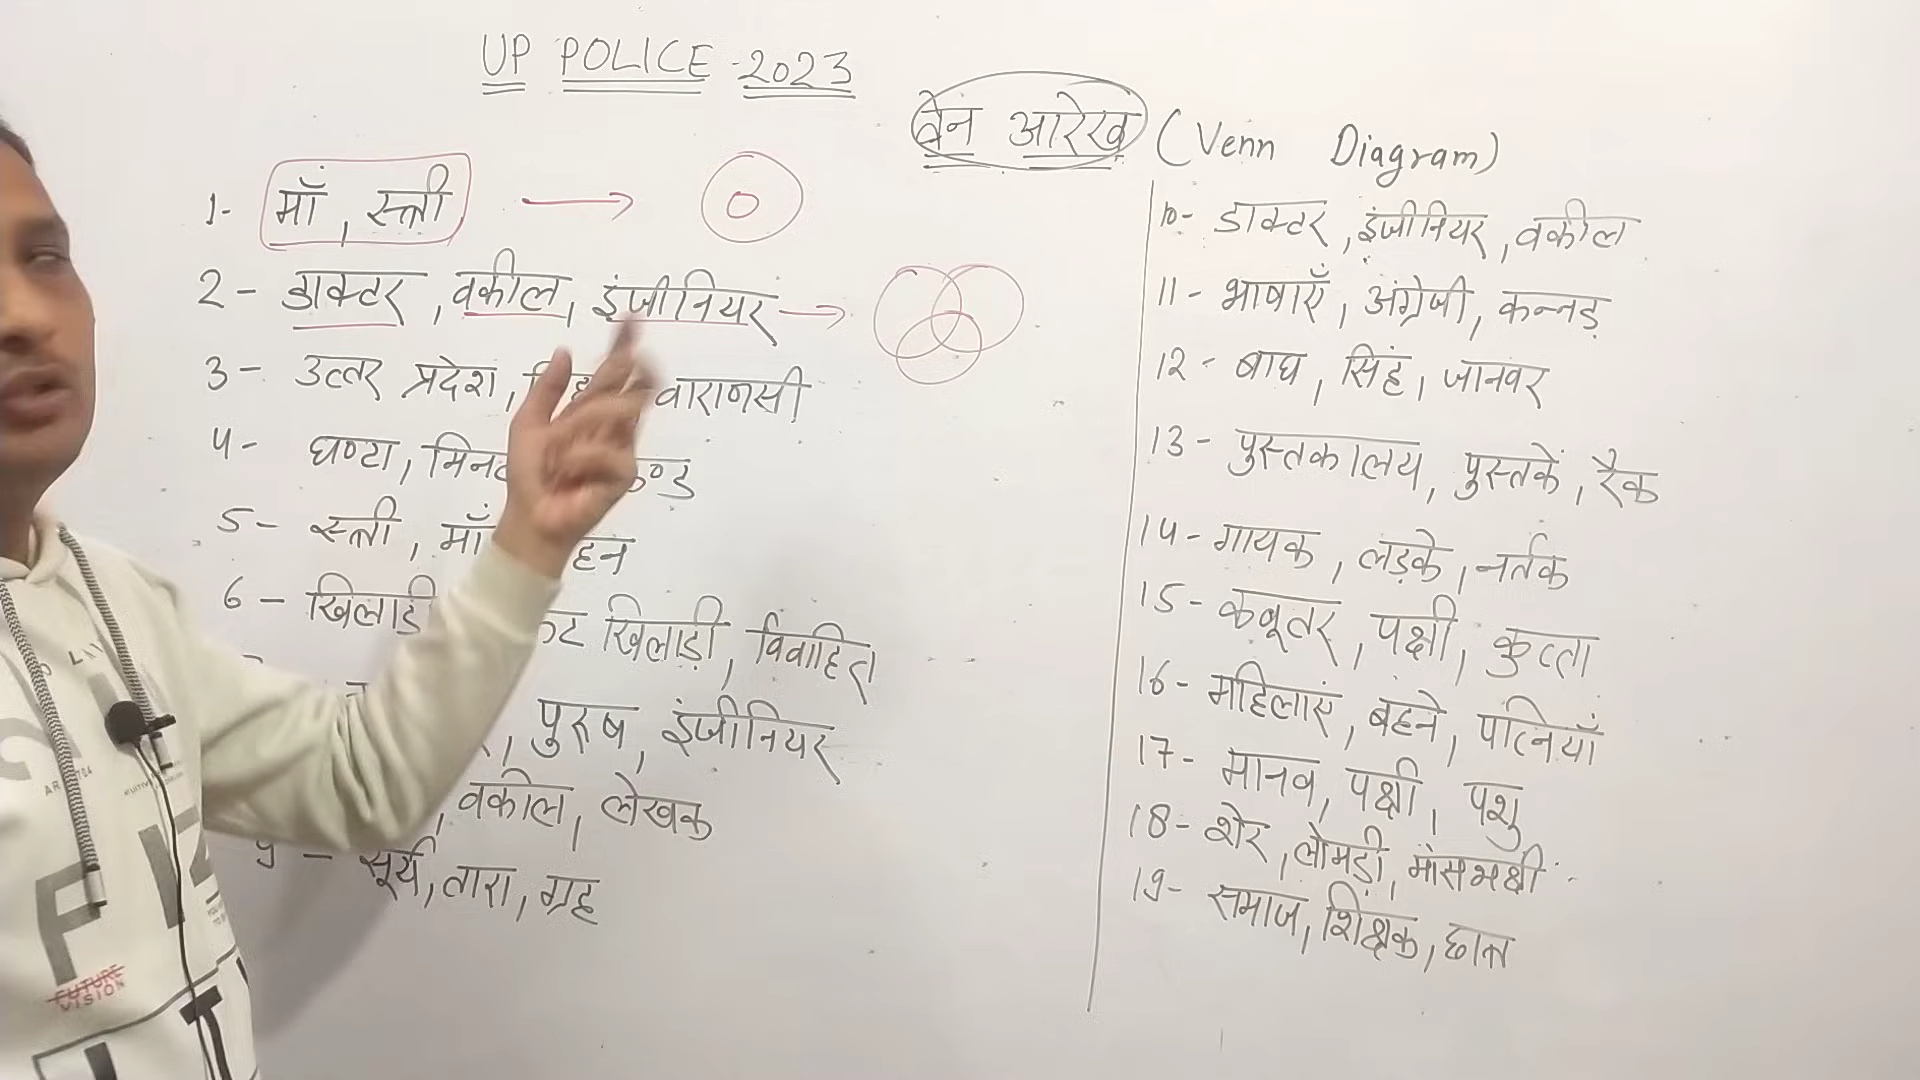 UP POLICE - 2023
वेन आरेख (Venn Diagram)
1- माँ, स्त्री
2- डाक्टर, वकील, इंजीनियर
3- उत्तर प्रदेश, वाराणसी
4- घण्टा,
5- स्त्री, माँ
6- खिलाड़ी खिलाड़ी, विवाहित
, पुरूष, इंजीनियर
, वकील, लेखक
9- सूर्य, तारा, ग्रह
10- डाक्टर, इंजीनियर, वकील
11- भाषाएँ, अंग्रेजी, कन्नड़
12- बाघ, सिंह, जानवर
13- पुस्तकालय, पुस्तकें, रैक
14- गायक, लड़के, नर्तक
15- कबूतर, पक्षी, कुत्ता
16- महिलाएं, बहने, पत्नियाँ
17- मानव, पक्षी, पशु
18- शेर, लोमड़ी, मांसभक्षी
19- समाज, शिक्षक, छात्र
FUTURE
VISION